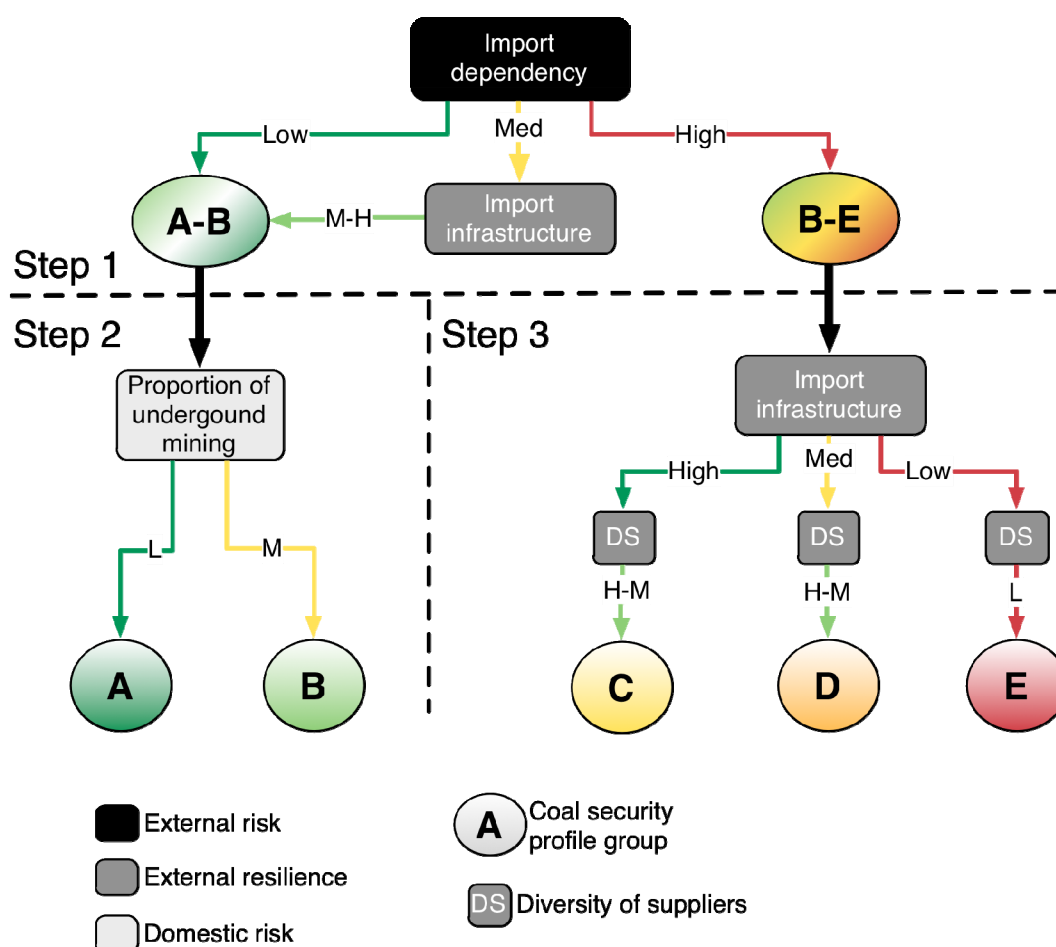 Import
dependency
Low
Med
High
A-B
M-H
Import
infrastructure
B-E
Step 1
Step 2
Step 3
Proportion of
undergound
mining
Import
infrastructure
High
Med
Low
L
M
DS
DS
DS
H-M
H-M
L
A
B
C
D
E
External risk
A
Coal security
profile group
External resilience
DS
Diversity of suppliers
Domestic risk